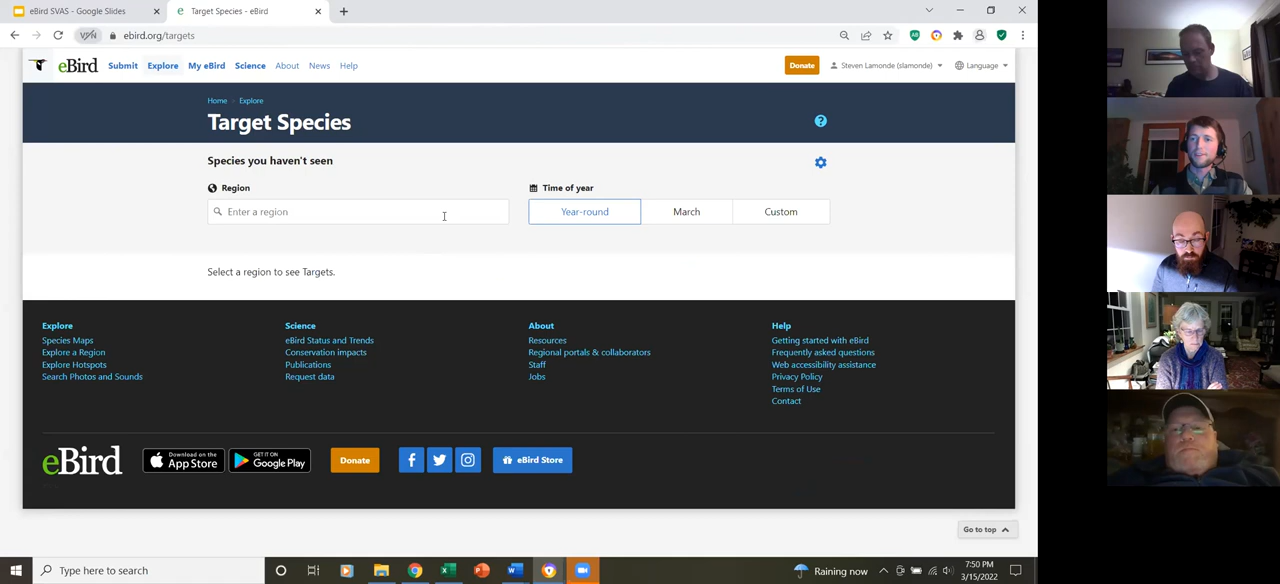 eBird SVAS - Google Slides
Target Species - eBird
VPN
ebird.org/targets
eBird
Submit
Explore
My eBird
Science
About
News
Help
Donate
Steven Lamonde (slamonde)
Language
Home
Explore
Target Species
?
Species you haven't seen
Region
Time of year
Enter a region
Year-round
March
Custom
Select a region to see Targets.
Explore
Science
About
Help
Species Maps
eBird Status and Trends
Resources
Getting started with eBird
Explore a Region
Conservation impacts
Regional portals & collaborators
Frequently asked questions
Explore Hotspots
Publications
Staff
Web accessibility assistance
Search Photos and Sounds
Request data
Jobs
Privacy Policy
Terms of Use
Contact
eBird
Download on the
App Store
GET IT ON
Google Play
Donate
eBird Store
Go to top
Type here to search
Raining now
7:50 PM
3/15/2022